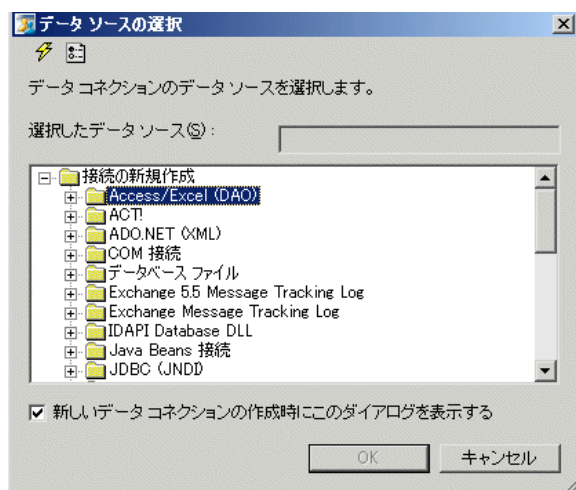 データ ソースの選択
データ コネクションのデータ ソースを選択します。
選択したデータ ソース(S):
接続の新規作成
Access/Excel (DAO)
ACT!
ADO.NET (XML)
COM 接続
データベース ファイル
Exchange 5.5 Message Tracking Log
Exchange Message Tracking Log
IDAPI Database DLL
Java Beans 接続
JDBC (JNDI)
新しいデータ コネクションの作成時にこのダイアログを表示する
OK
キャンセル